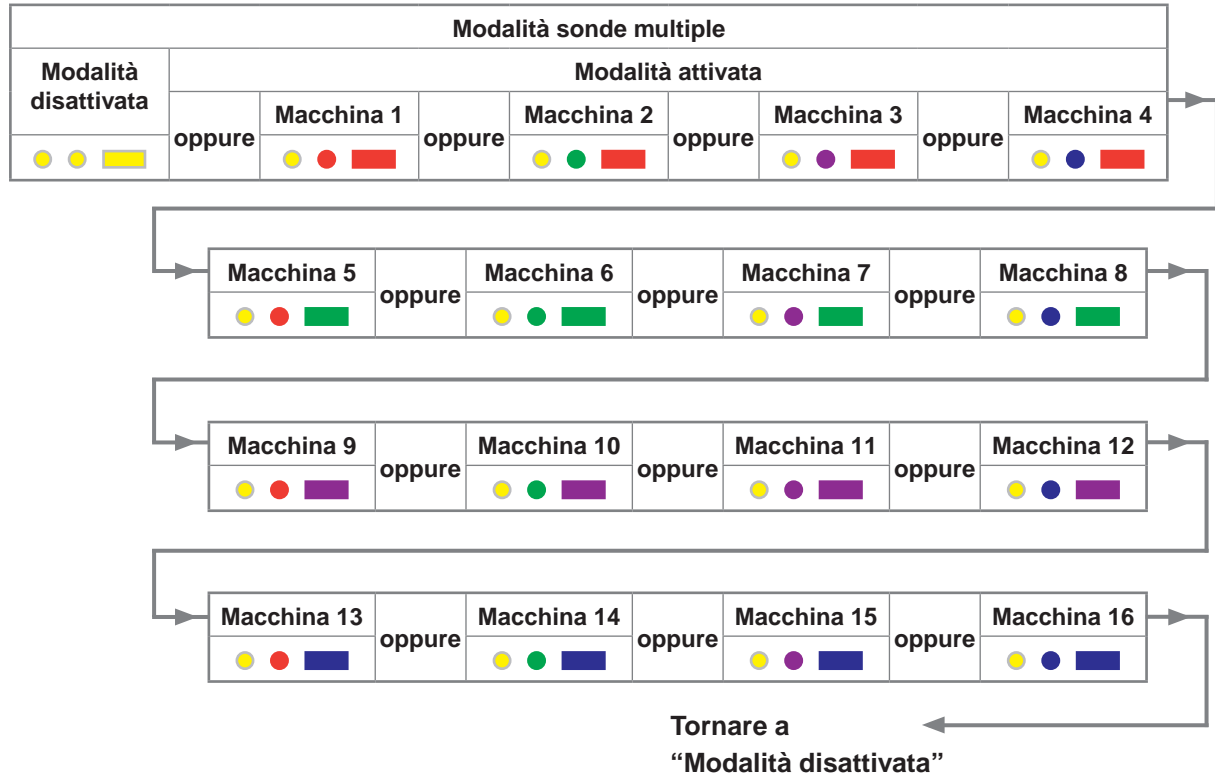 Modalità sonde multiple
Modalità
disattivata
Modalità attivata
oppure
Macchina 1
oppure
Macchina 2
oppure
Macchina 3
oppure
Macchina 4
Macchina 5
oppure
Macchina 6
oppure
Macchina 7
oppure
Macchina 8
Macchina 9
oppure
Macchina 10
oppure
Macchina 11
oppure
Macchina 12
Macchina 13
oppure
Macchina 14
oppure
Macchina 15
oppure
Macchina 16
Tornare a
“Modalità disattivata”